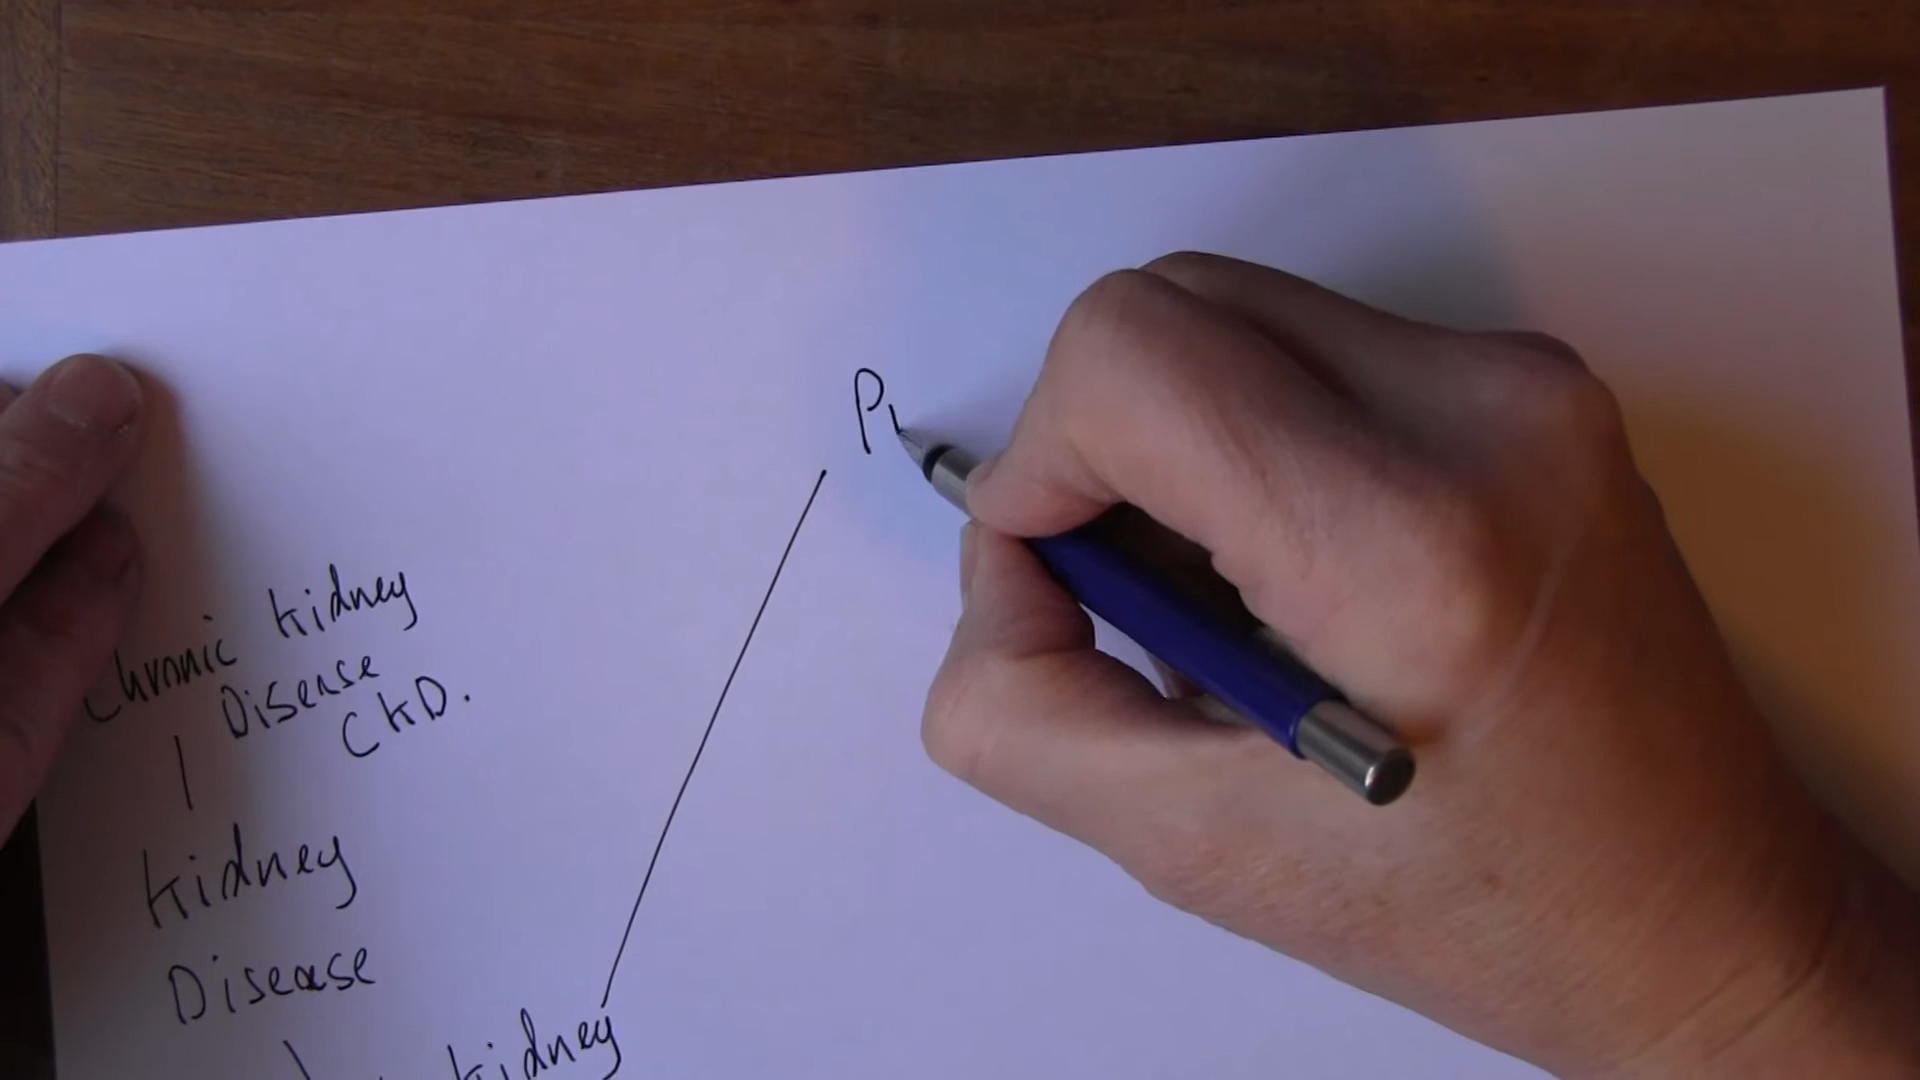 Chronic kidney
Disease
CKD.
kidney
Disease
kidney